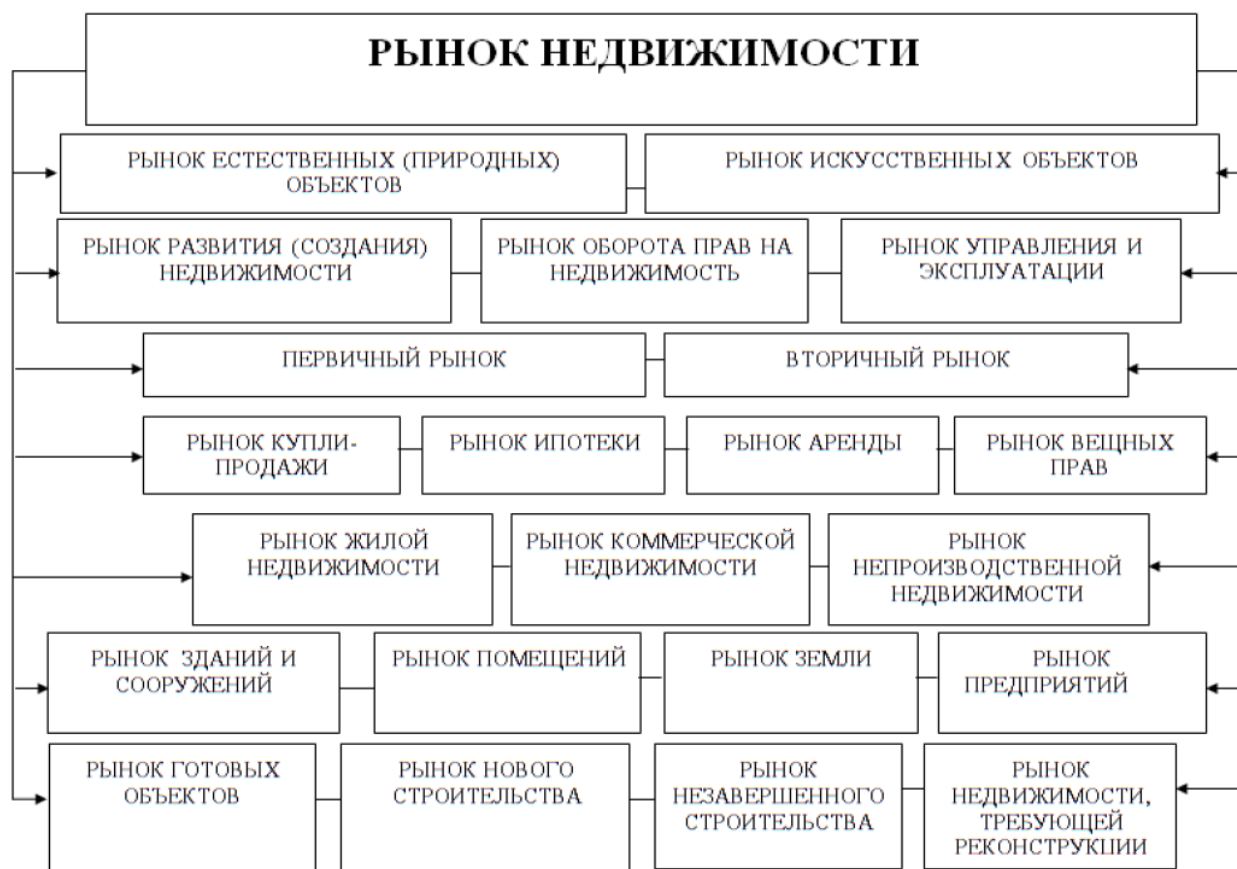 РЫНОК НЕДВИЖИМОСТИ
РЫНОК ЕСТЕСТВЕННЫХ (ПРИРОДНЫХ)
ОБЪЕКТОВ
РЫНОК ИСКУССТВЕННЫХ ОБЪЕКТОВ
РЫНОК РАЗВИТИЯ (СОЗДАНИЯ)
НЕДВИЖИМОСТИ
РЫНОК ОБОРОТА ПРАВ НА
НЕДВИЖИМОСТЬ
РЫНОК УПРАВЛЕНИЯ И
ЭКСПЛУАТАЦИИ
ПЕРВИЧНЫЙ РЫНОК
ВТОРИЧНЫЙ РЫНОК
РЫНОК КУПЛИ-
ПРОДАЖИ
РЫНОК ИПОТЕКИ
РЫНОК АРЕНДЫ
РЫНОК ВЕЩНЫХ
ПРАВ
РЫНОК ЖИЛОЙ
НЕДВИЖИМОСТИ
РЫНОК КОММЕРЧЕСКОЙ
НЕДВИЖИМОСТИ
РЫНОК
НЕПРОИЗВОДСТВЕННОЙ
НЕДВИЖИМОСТИ
РЫНОК ЗДАНИЙ И
СООРУЖЕНИЙ
РЫНОК ПОМЕЩЕНИЙ
РЫНОК ЗЕМЛИ
РЫНОК
ПРЕДПРИЯТИЙ
РЫНОК ГОТОВЫХ
ОБЪЕКТОВ
РЫНОК НОВОГО
СТРОИТЕЛЬСТВА
РЫНОК
НЕЗАВЕРШЕННОГО
СТРОИТЕЛЬСТВА
РЫНОК
НЕДВИЖИМОСТИ,
ТРЕБУЮЩЕЙ
РЕКОНСТРУКЦИИ